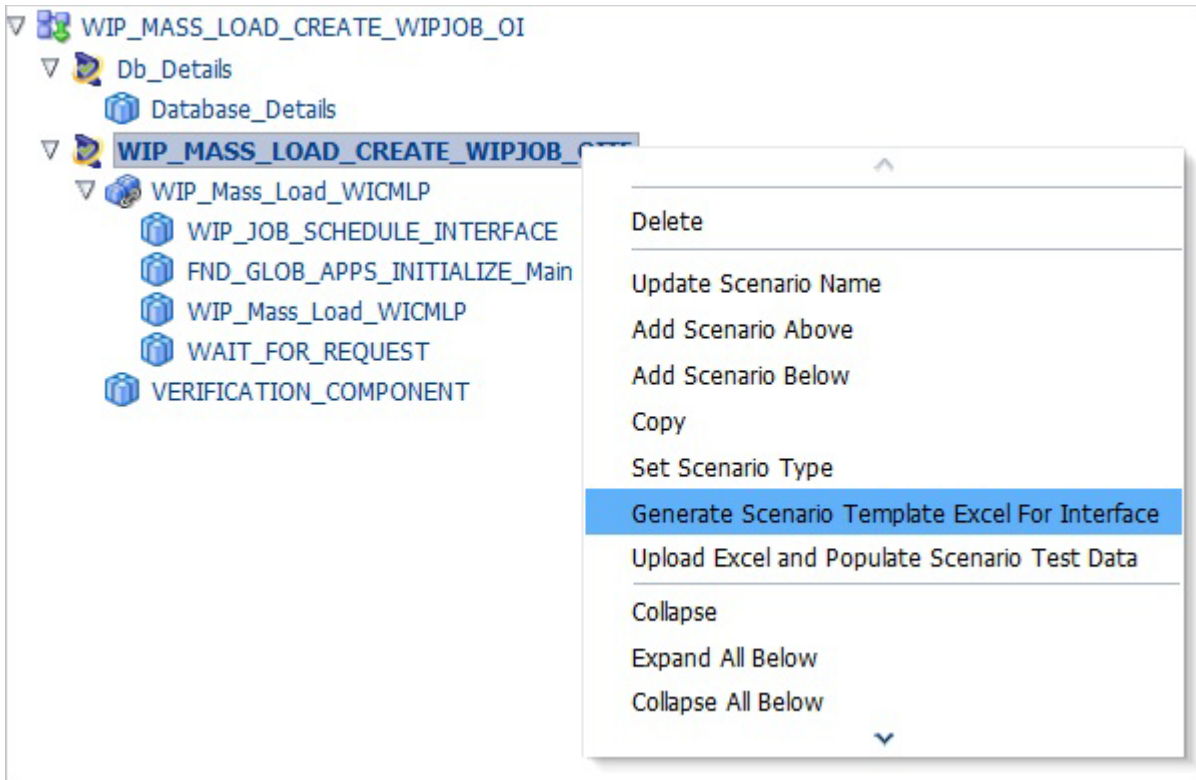 WIP_MASS_LOAD_CREATE_WIPJOB_OI
Db_Details
Database_Details
WIP_MASS_LOAD_CREATE_WIPJOB_
WIP_Mass_Load_WICMLP
WIP_JOB_SCHEDULE_INTERFACE
FND_GLOB_APPS_INITIALIZE_Main
WIP_Mass_Load_WICMLP
WAIT_FOR_REQUEST
VERIFICATION_COMPONENT
Delete
Update Scenario Name
Add Scenario Above
Add Scenario Below
Copy
Set Scenario Type
Generate Scenario Template Excel For Interface
Upload Excel and Populate Scenario Test Data
Collapse
Expand All Below
Collapse All Below